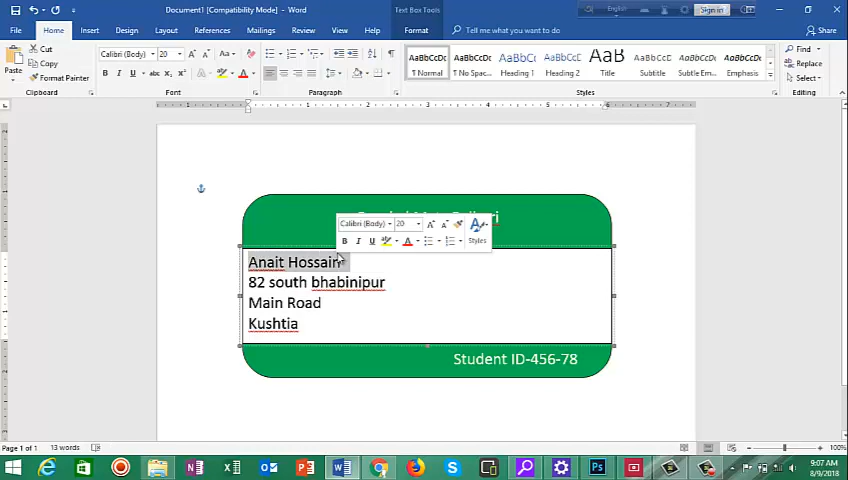 Document1 [Compatibility Mode] - Word
Text Box Tools
English
Sign in
File
Home
Insert
Design
Layout
References
Mailings
Review
View
Help
Format
Tell me what you want to do
Share
Paste
Cut
Copy
Format Painter
Clipboard
Calibri (Body)
20
Font
Paragraph
AaBbCcDc AaBbCcDc AaBbCc AaBbCcD AaB AaBbCcD AaBbCcDc AaBbCcDc
¶ Normal
¶ No Spac...
Heading 1
Heading 2
Title
Subtitle
Subtle Em...
Emphasis
Styles
Find
Replace
Select
Editing
Calibri (Body)
20
Styles
Anait Hossain
82 south bhabinipur
Main Road
Kushtia
Student ID-456-78
Page 1 of 1
13 words
100%
9:07 AM
8/9/2018